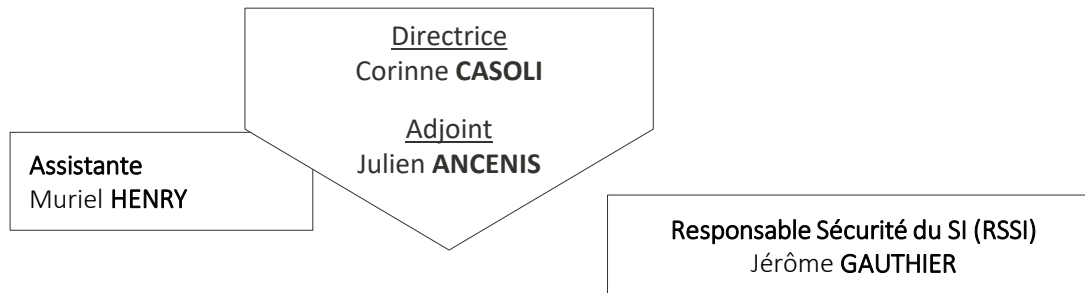 Directrice
Corinne CASOLI
Adjoint
Julien ANCENIS
Assistante
Muriel HENRY
Responsable Sécurité du SI (RSSI)
Jérôme GAUTHIER